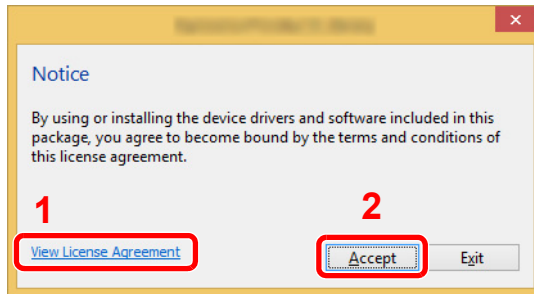 Notice
By using or installing the device drivers and software included in this
package, you agree to become bound by the terms and conditions of
this license agreement.
1
2
View License Agreement
Accept
Exit